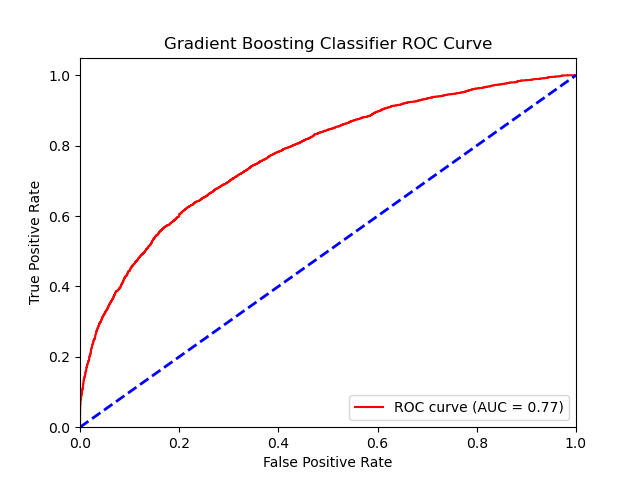 Gradient Boosting Classifier ROC Curve
True Positive Rate
1.0
0.8
0.6
0.4
0.2
0.0
ROC curve (AUC = 0.77)
0.0 0.2 0.4 0.6 0.8 1.0
False Positive Rate